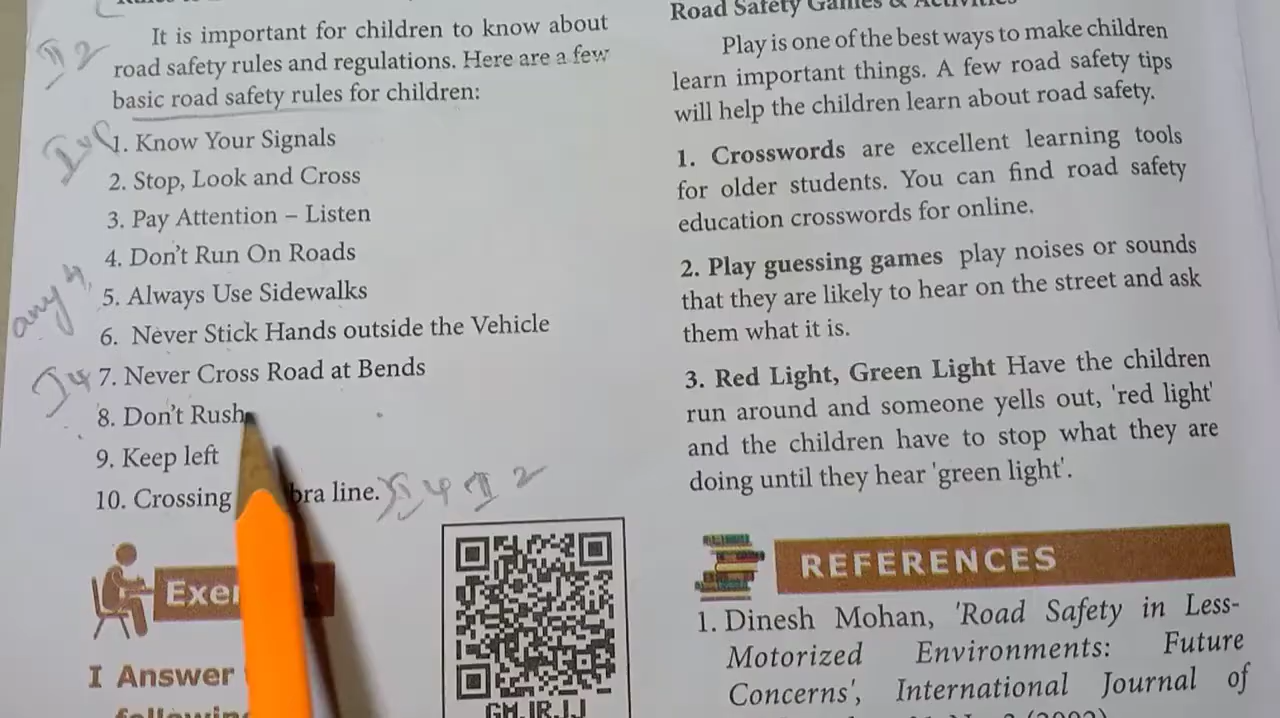 It is important for children to know about
road safety rules and regulations. Here are a few
basic road safety rules for children:
1. Know Your Signals
2. Stop, Look and Cross
3. Pay Attention – Listen
4. Don't Run On Roads
any 4,
5. Always Use Sidewalks
6. Never Stick Hands outside the Vehicle
7. Never Cross Road at Bends
8. Don't Rush
9. Keep left
10. Crossing line.
I Answer
Road Safety Games & Activities
Play is one of the best ways to make children
learn important things. A few road safety tips
will help the children learn about road safety.
1. Crosswords are excellent learning tools
for older students. You can find road safety
education crosswords for online.
2. Play guessing games play noises or sounds
that they are likely to hear on the street and ask
them what it is.
3. Red Light, Green Light Have the children
run around and someone yells out, 'red light'
and the children have to stop what they are
doing until they hear 'green light'.
REFERENCES
1. Dinesh Mohan, 'Road Safety in Less-
Motorized Environments: Future
Concerns', International Journal of